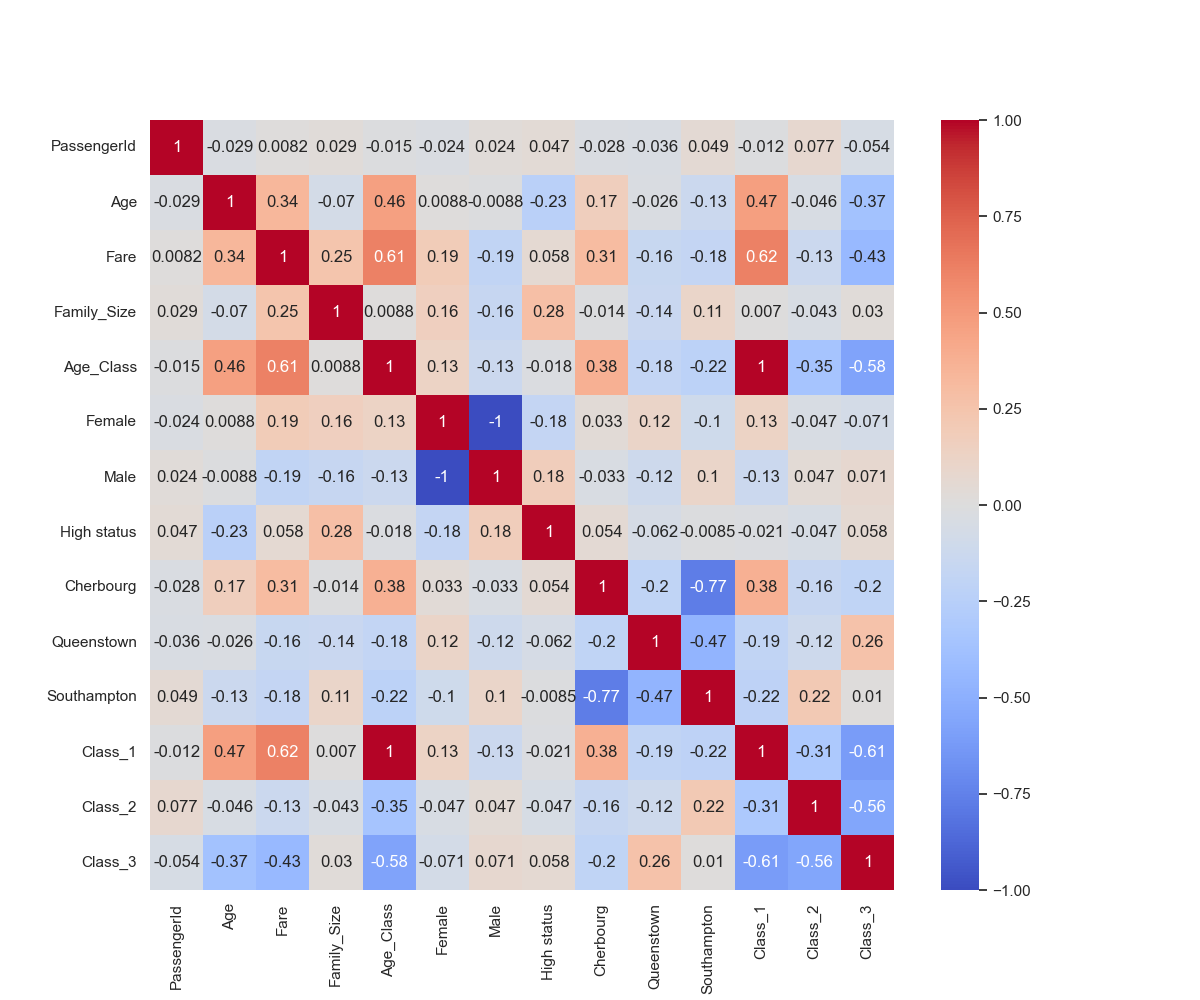 1.00
PassengerId 1 -0.029 0.0082 0.029 -0.015 -0.024 0.024 0.047 -0.028 -0.036 0.049 -0.012 0.077 -0.054
Age -0.029 1 0.34 -0.07 0.46 0.0088 -0.0088 -0.23 0.17 -0.026 -0.13 0.47 -0.046 -0.37
0.75
Fare 0.0082 0.34 1 0.25 0.61 0.19 -0.19 0.058 0.31 -0.16 -0.18 0.62 -0.13 -0.43
Family_Size 0.029 -0.07 0.25 1 0.0088 0.16 -0.16 0.28 -0.014 -0.14 0.11 0.007 -0.043 0.03
0.50
Age_Class -0.015 0.46 0.61 0.0088 1 0.13 -0.13 -0.018 0.38 -0.18 -0.22 1 -0.35 -0.58
0.25
Female -0.024 0.0088 0.19 0.16 0.13 1 -1 -0.18 0.033 0.12 -0.1 0.13 -0.047 -0.071
Male 0.024 -0.0088 -0.19 -0.16 -0.13 -1 1 0.18 -0.033 -0.12 0.1 -0.13 0.047 0.071
0.00
High status 0.047 -0.23 0.058 0.28 -0.018 -0.18 0.18 1 0.054 -0.062 -0.0085 -0.021 -0.047 0.058
Cherbourg -0.028 0.17 0.31 -0.014 0.38 0.033 -0.033 0.054 1 -0.2 -0.77 0.38 -0.16 -0.2
−0.25
Queenstown -0.036 -0.026 -0.16 -0.14 -0.18 0.12 -0.12 -0.062 -0.2 1 -0.47 -0.19 -0.12 0.26
Southampton 0.049 -0.13 -0.18 0.11 -0.22 -0.1 0.1 -0.0085 -0.77 -0.47 1 -0.22 0.22 0.01
−0.50
Class_1 -0.012 0.47 0.62 0.007 1 0.13 -0.13 -0.021 0.38 -0.19 -0.22 1 -0.31 -0.61
−0.75
Class_2 0.077 -0.046 -0.13 -0.043 -0.35 -0.047 0.047 -0.047 -0.16 -0.12 0.22 -0.31 1 -0.56
Class_3 -0.054 -0.37 -0.43 0.03 -0.58 -0.071 0.071 0.058 -0.2 0.26 0.01 -0.61 -0.56 1
−1.00
PassengerId Age Fare Family_Size Age_Class Female Male High status Cherbourg Queenstown Southampton Class_1 Class_2 Class_3